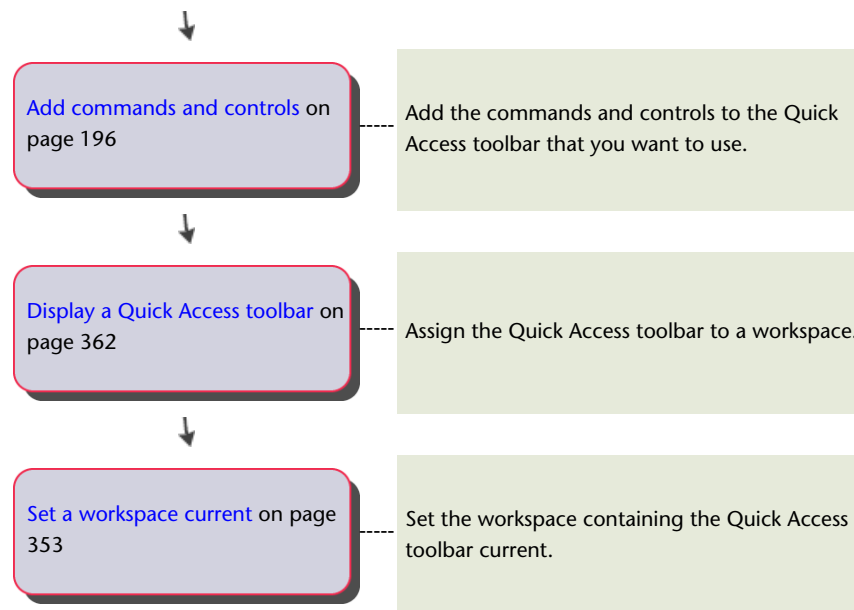 Add commands and controls on
page 196
Add the commands and controls to the Quick
Access toolbar that you want to use.
Display a Quick Access toolbar on
page 362
Assign the Quick Access toolbar to a workspace.
Set a workspace current on page
353
Set the workspace containing the Quick Access
toolbar current.